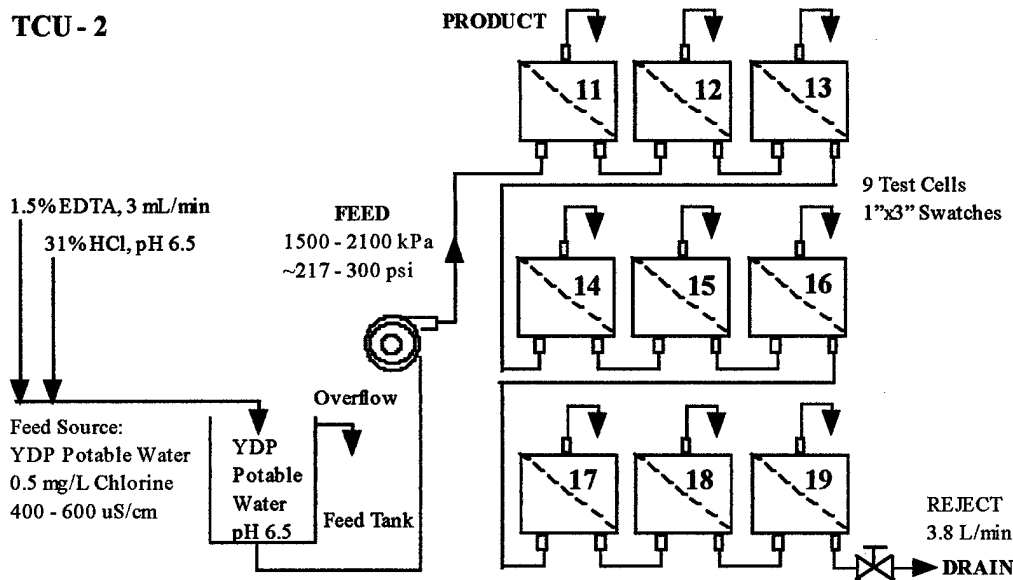 TCU - 2
PRODUCT
11
12
13
1.5% EDTA, 3 mL/min
31% HCl, pH 6.5
FEED
1500 - 2100 kPa
~217 - 300 psi
9 Test Cells
1”x3” Swatches
14
15
16
Overflow
Feed Source:
YDP Potable Water
0.5 mg/L Chlorine
400 - 600 uS/cm
YDP
Potable
Water
pH 6.5
Feed Tank
17
18
19
REJECT
3.8 L/min
DRAIN